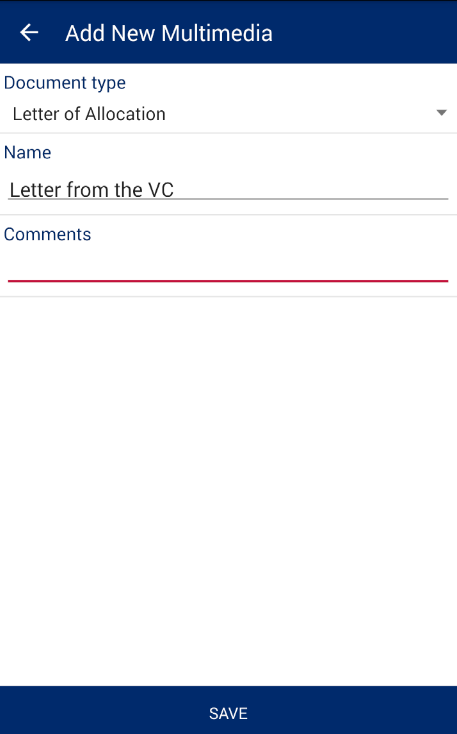 Add New Multimedia
Document type
Letter of Allocation
Name
Letter from the VC
Comments
SAVE